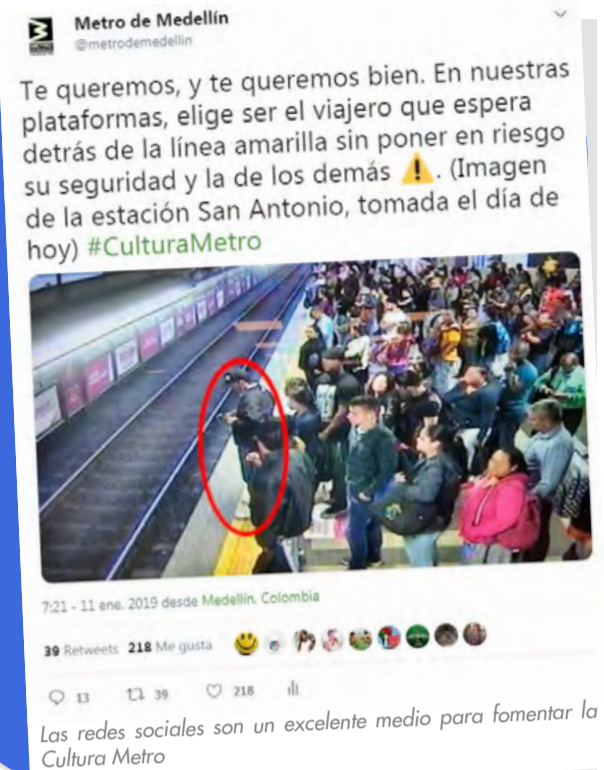 Metro de Medellín
@metrodemedellin
Te queremos, y te queremos bien. En nuestras
plataformas, elige ser el viajero que espera
detrás de la línea amarilla sin poner en riesgo
su seguridad y la de los demás ⚠️. (Imagen
de la estación San Antonio, tomada el día de
hoy) #CulturaMetro
7:21 - 11 ene. 2019 desde Medellín, Colombia
39 Retweets 218 Me gusta
13 39 218
Las redes sociales son un excelente medio para fomentar la
Cultura Metro